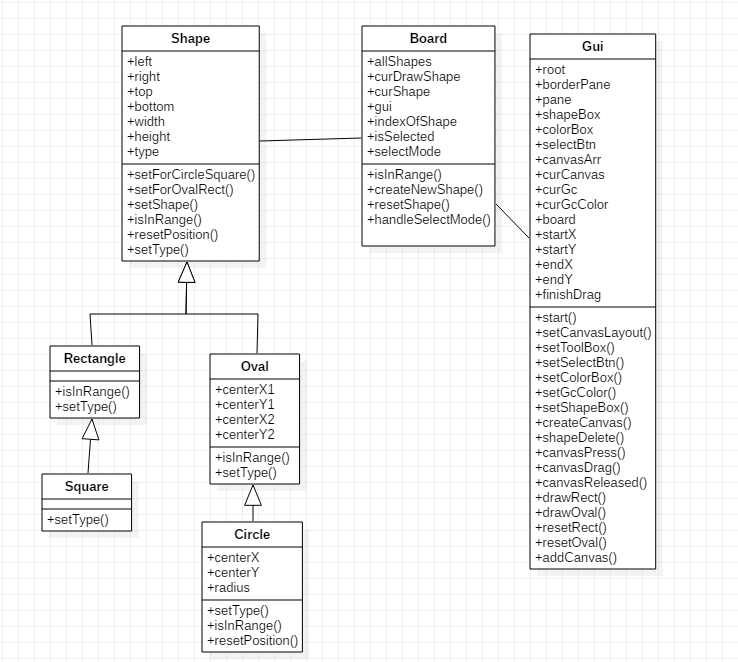 Shape
+left
+right
+top
+bottom
+width
+height
+type
+setForCircleSquare()
+setForOvalRect()
+setShape()
+isInRange()
+resetPosition()
+setType()
Board
+allShapes
+curDrawShape
+curShape
+gui
+indexOfShape
+isSelected
+selectMode
+isInRange()
+createNewShape()
+resetShape()
+handleSelectMode()
Gui
+root
+borderPane
+pane
+shapeBox
+colorBox
+selectBtn
+canvasArr
+curCanvas
+curGc
+curGcColor
+board
+startX
+startY
+endX
+endY
+finishDrag
+start()
+setCanvasLayout()
+setToolBox()
+setSelectBtn()
+setColorBox()
+setGcColor()
+setShapeBox()
+createCanvas()
+shapeDelete()
+canvasPress()
+canvasDrag()
+canvasReleased()
+drawRect()
+drawOval()
+resetRect()
+resetOval()
+addCanvas()
Rectangle
+isInRange()
+setType()
Oval
+centerX1
+centerY1
+centerX2
+centerY2
+isInRange()
+setType()
Square
+setType()
Circle
+centerX
+centerY
+radius
+setType()
+isInRange()
+resetPosition()